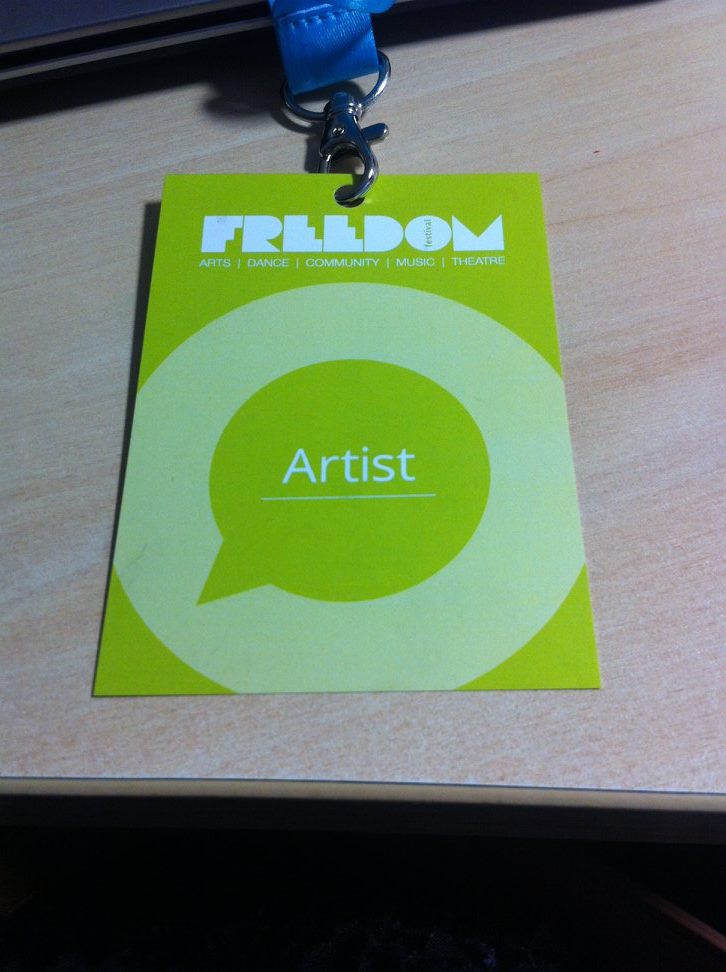 FREEDOM festival
ARTS | DANCE | COMMUNITY | MUSIC | THEATRE
Artist